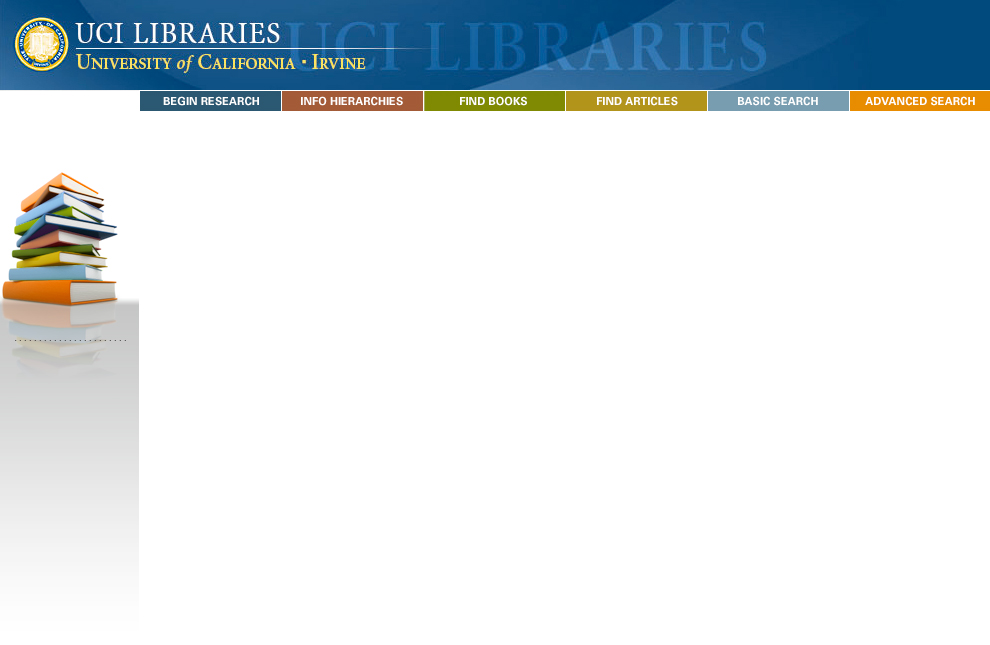 UCI LIBRARIES
UCI LIBRARIES
UNIVERSITY of CALIFORNIA · IRVINE
BEGIN RESEARCH
INFO HIERARCHIES
FIND BOOKS
FIND ARTICLES
BASIC SEARCH
ADVANCED SEARCH